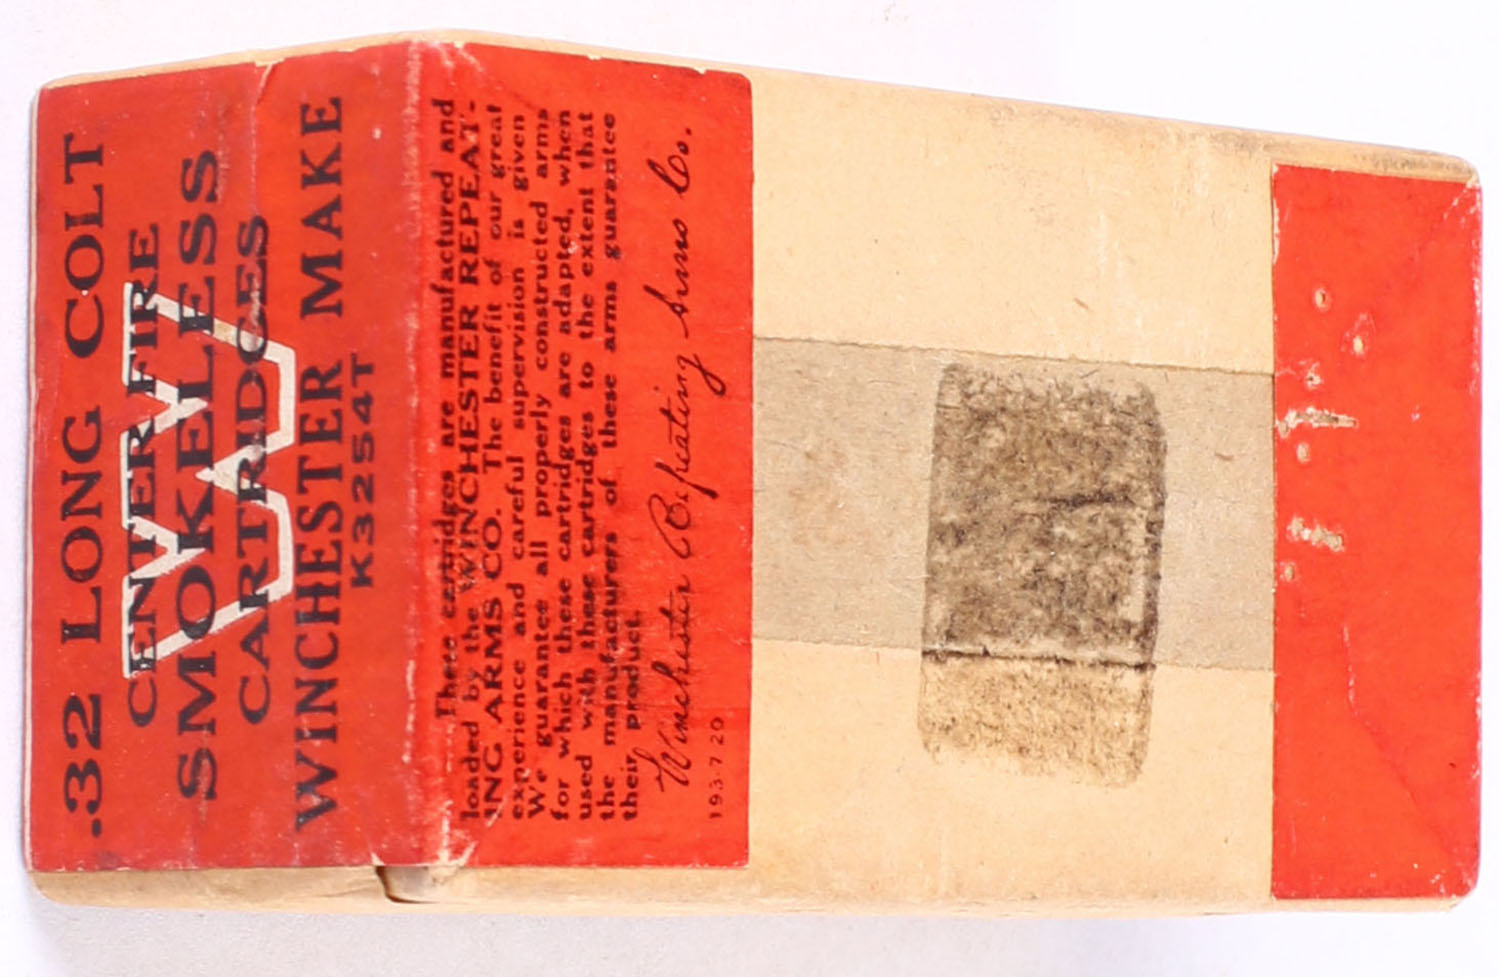 .32 LONG COLT
CENTER FIRE
SMOKELESS
CARTRIDGES
WINCHESTER MAKE
K3254T
W
These cartridges are manufactured and
loaded by the WINCHESTER REPEAT-
ING ARMS CO. The benefit of our great
experience and careful supervision is given
We guarantee all properly constructed arms
for which these cartridges are adapted, when
used with these cartridges to the extent that
the manufacturers of these arms guarantee
their product.
Winchester Repeating Arms Co.
193-7 20